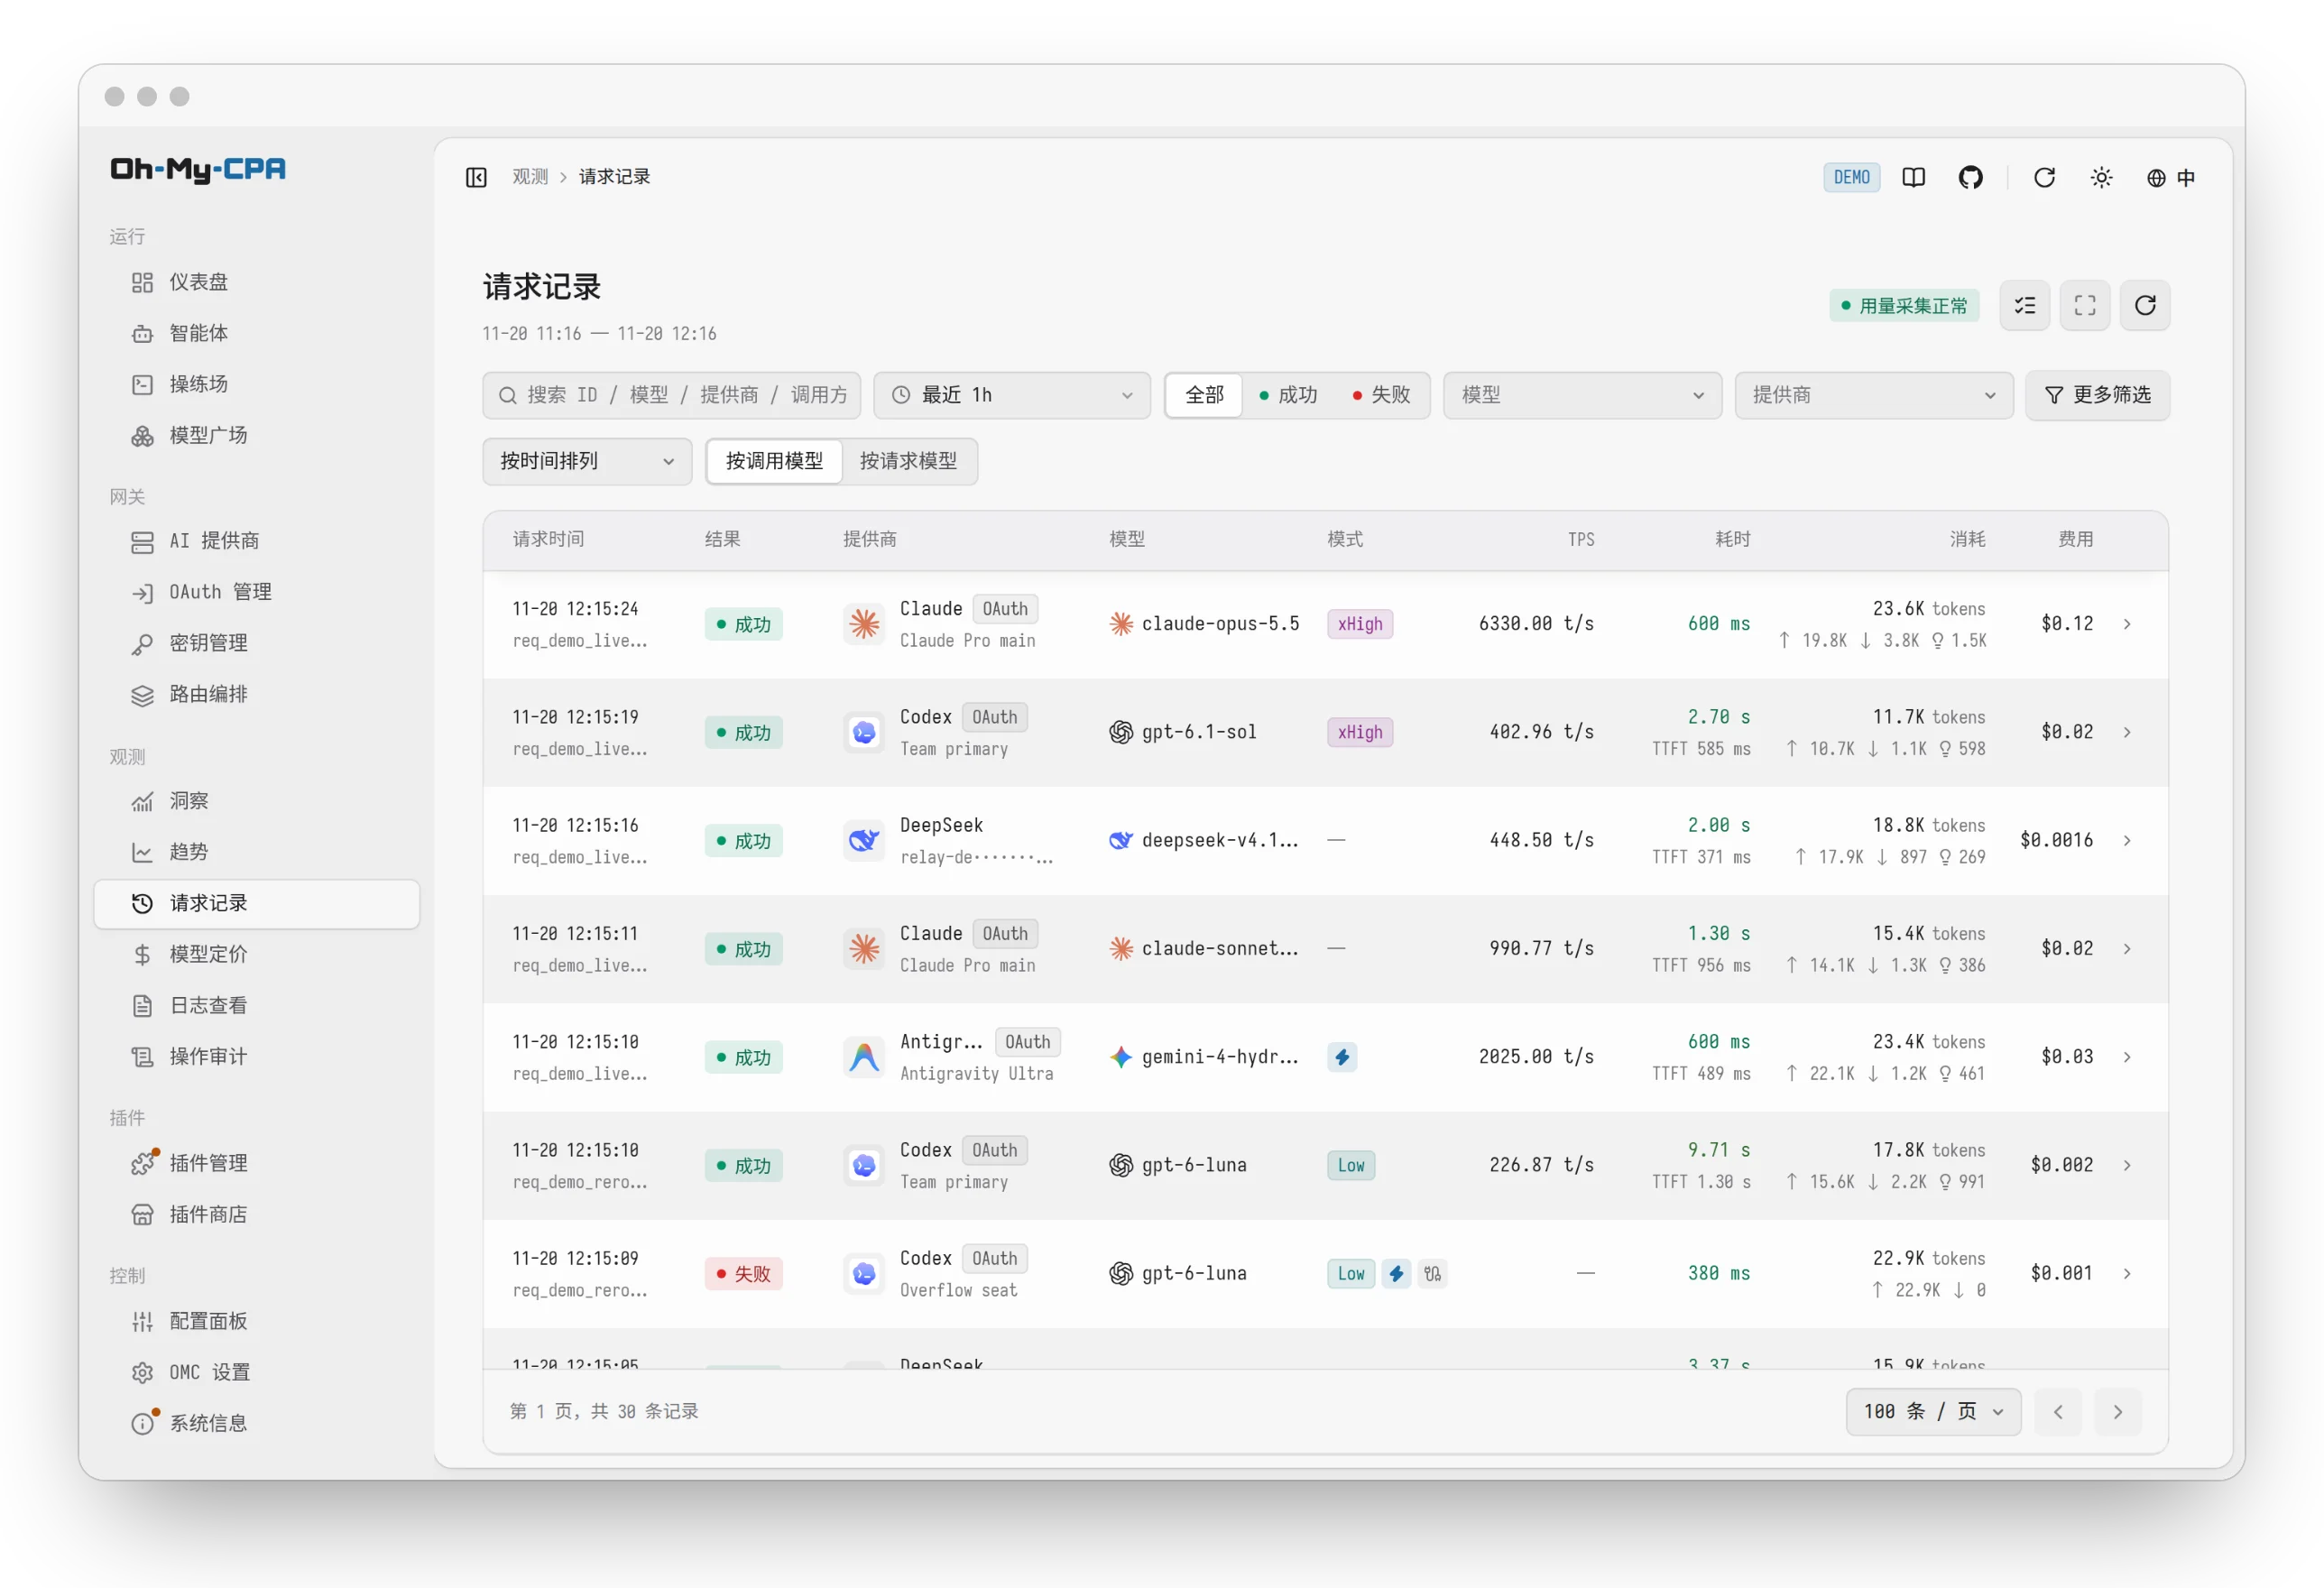 Oh-My-CPA
运行
仪表盘
智能体
操练场
模型广场
网关
AI 提供商
OAuth 管理
密钥管理
路由编排
观测
洞察
趋势
请求记录
模型定价
日志查看
操作审计
插件
插件管理
插件商店
控制
配置面板
OMC 设置
系统信息
观测 > 请求记录
DEMO 中
请求记录
11-20 11:16 — 11-20 12:16
用量采集正常
搜索 ID / 模型 / 提供商 / 调用方 最近 1h 全部 成功 失败 模型 提供商 更多筛选
按时间排列 按调用模型 按请求模型
请求时间 结果 提供商 模型 模式 TPS 耗时 消耗 费用
11-20 12:15:24 成功 Claude OAuth claude-opus-5.5 xHigh 6330.00 t/s 600 ms 23.6K tokens $0.12
req_demo_live... Claude Pro main ↑ 19.8K ↓ 3.8K 1.5K
11-20 12:15:19 成功 Codex OAuth gpt-6.1-sol xHigh 402.96 t/s 2.70 s 11.7K tokens $0.02
req_demo_live... Team primary TTFT 585 ms ↑ 10.7K ↓ 1.1K 598
11-20 12:15:16 成功 DeepSeek deepseek-v4.1... — 448.50 t/s 2.00 s 18.8K tokens $0.0016
req_demo_live... relay-de·······... TTFT 371 ms ↑ 17.9K ↓ 897 269
11-20 12:15:11 成功 Claude OAuth claude-sonnet... — 990.77 t/s 1.30 s 15.4K tokens $0.02
req_demo_live... Claude Pro main TTFT 956 ms ↑ 14.1K ↓ 1.3K 386
11-20 12:15:10 成功 Antigr... OAuth gemini-4-hydr... 2025.00 t/s 600 ms 23.4K tokens $0.03
req_demo_live... Antigravity Ultra TTFT 489 ms ↑ 22.1K ↓ 1.2K 461
11-20 12:15:10 成功 Codex OAuth gpt-6-luna Low 226.87 t/s 9.71 s 17.8K tokens $0.002
req_demo_rero... Team primary TTFT 1.30 s ↑ 15.6K ↓ 2.2K 991
11-20 12:15:09 失败 Codex OAuth gpt-6-luna Low — 380 ms 22.9K tokens $0.001
req_demo_rero... Overflow seat ↑ 22.9K ↓ 0
11-20 12:15:05 DeepSeek 3.37 s 15.9K tokens
第 1 页，共 30 条记录 100 条 / 页